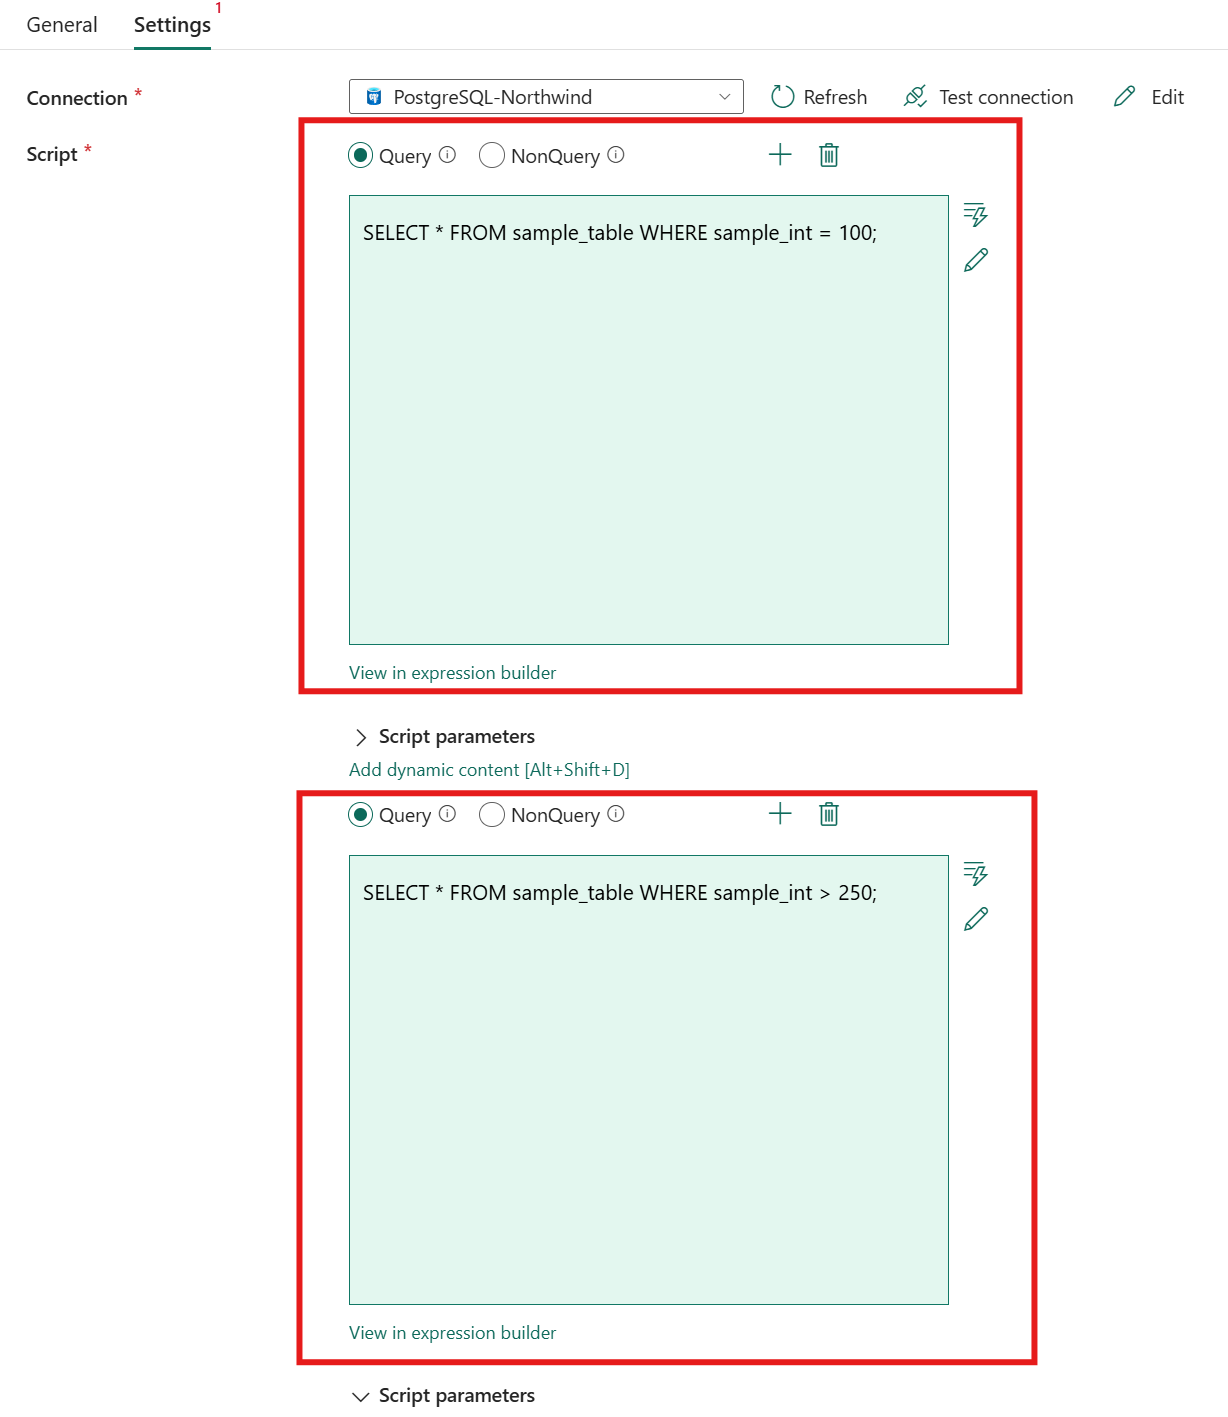 General Settings 1
Connection * PostgreSQL-Northwind Refresh Test connection Edit
Script * Query NonQuery
SELECT * FROM sample_table WHERE sample_int = 100;
View in expression builder
Script parameters
Add dynamic content [Alt+Shift+D]
Query NonQuery
SELECT * FROM sample_table WHERE sample_int > 250;
View in expression builder
Script parameters